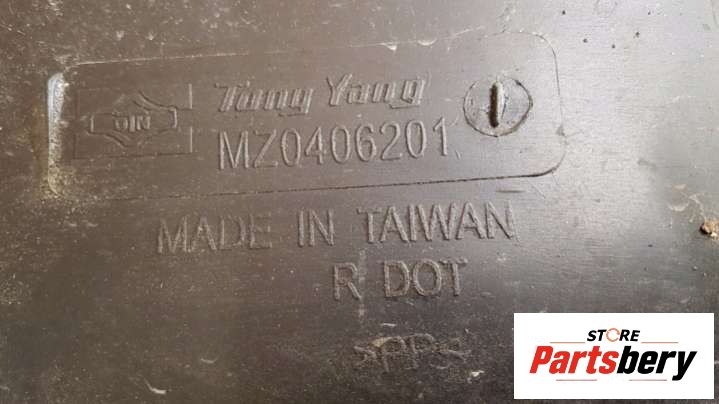 Tong Yang
MZ0406201
MADE IN TAIWAN
R DOT
>PP<
STORE
Partsbery